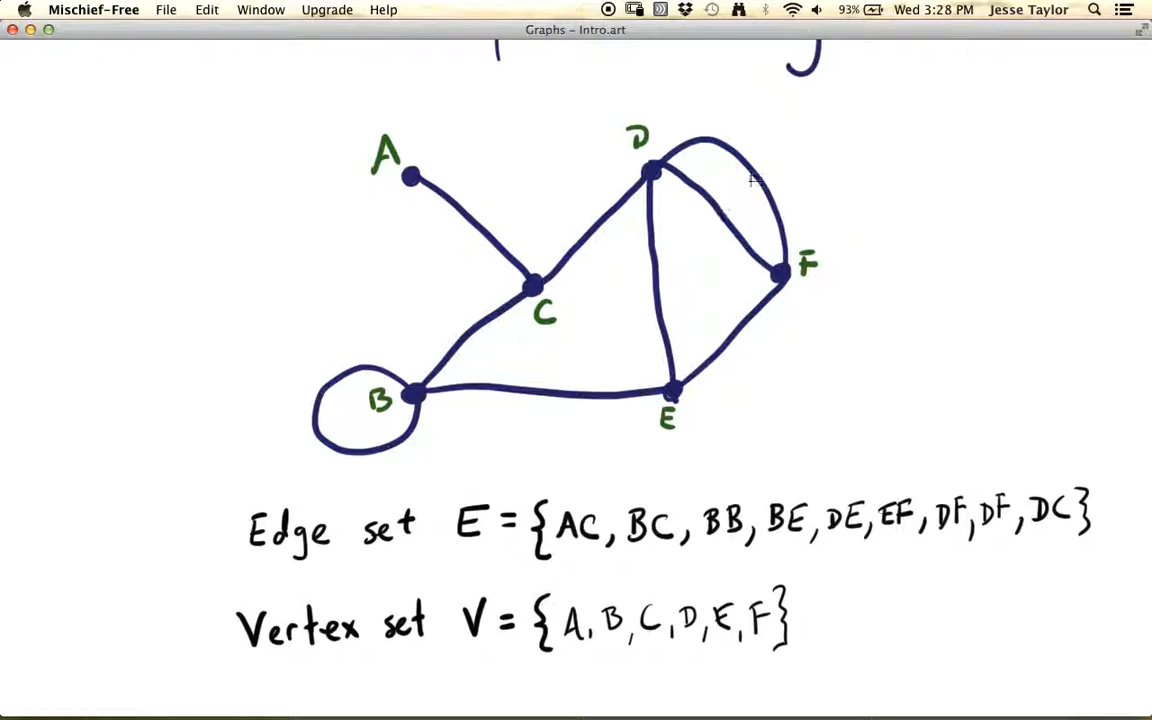 Mischief-Free File Edit View Window Upgrade Help 93% Wed 3:28 PM Jesse Taylor
Graphs - Intro.art
D
A
F
C
B
E
Edge set E = {AC, BC, BB, BE, DE, EF, DF, DF, DC}
Vertex set V = {A, B, C, D, E, F}